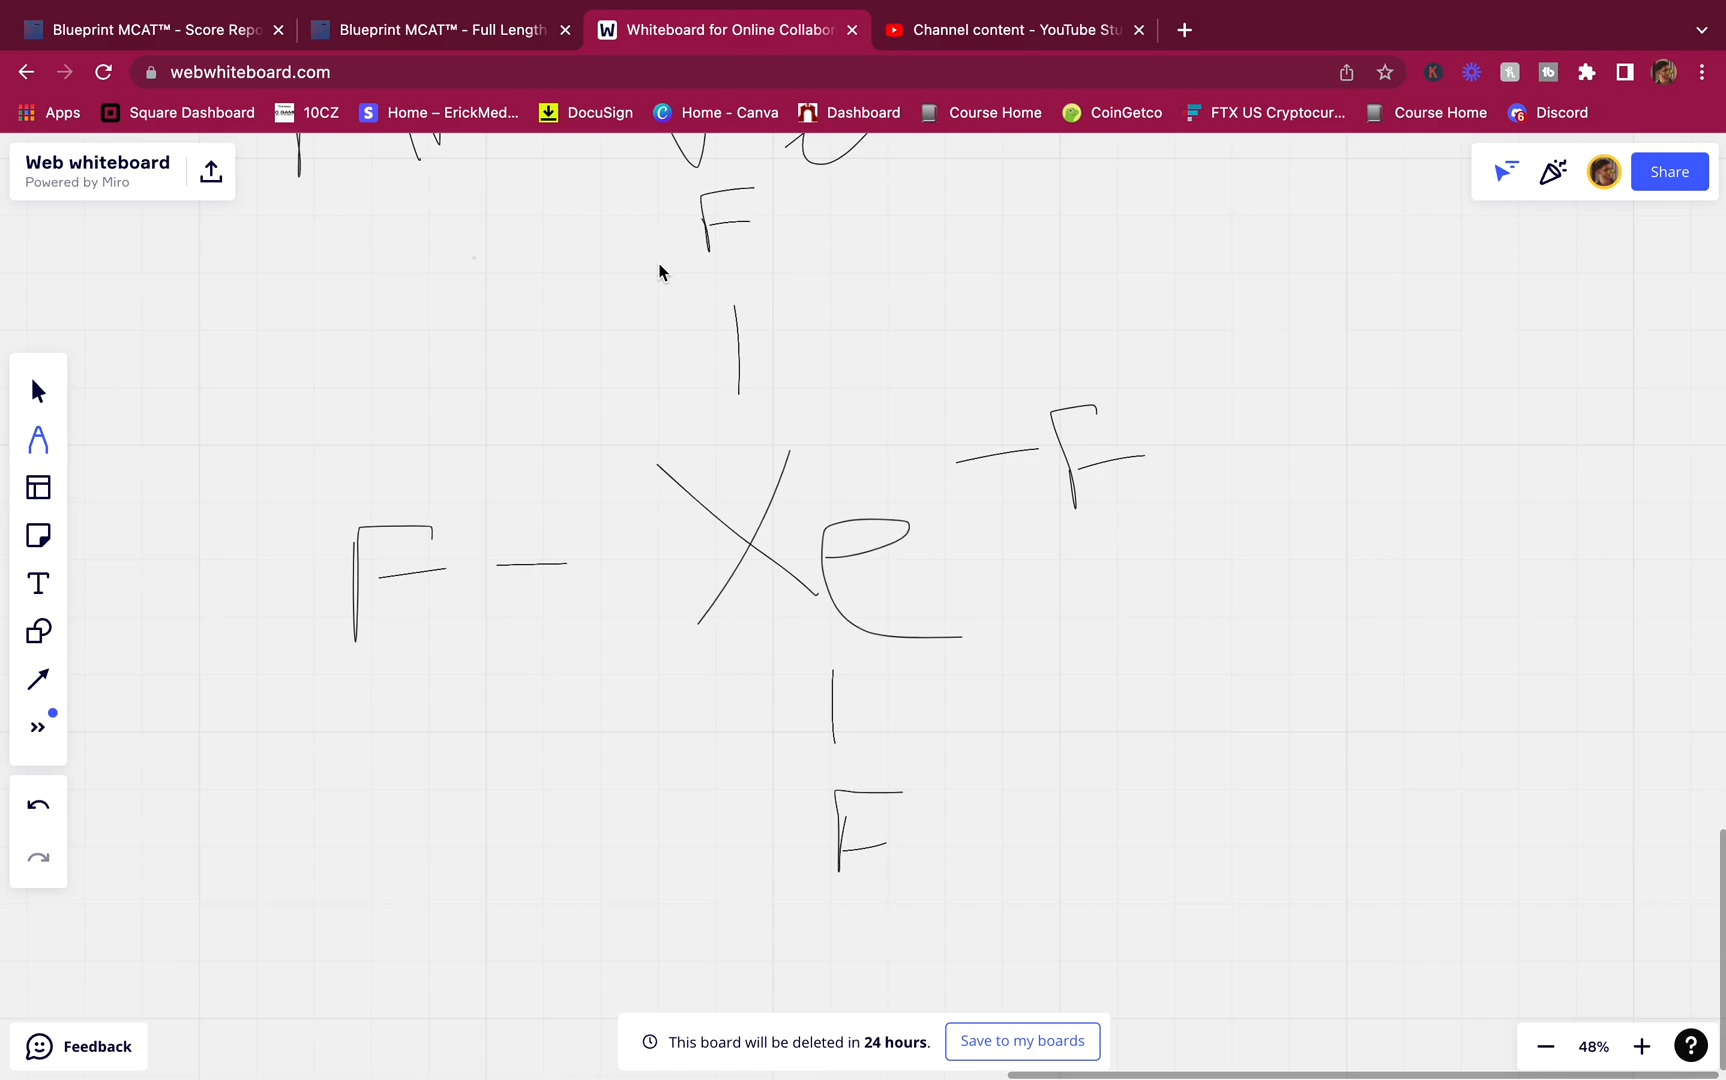 Blueprint MCAT™ - Score Repo
Blueprint MCAT™ - Full Length
Whiteboard for Online Collabor
Channel content - YouTube Stu
webwhiteboard.com
Apps
Square Dashboard
10CZ
Home – ErickMed...
DocuSign
Home - Canva
Dashboard
Course Home
CoinGetco
FTX US Cryptocur...
Course Home
Discord
Web whiteboard
Powered by Miro
Share
F
F
F — Xe
F
Feedback
This board will be deleted in 24 hours.
Save to my boards
48%